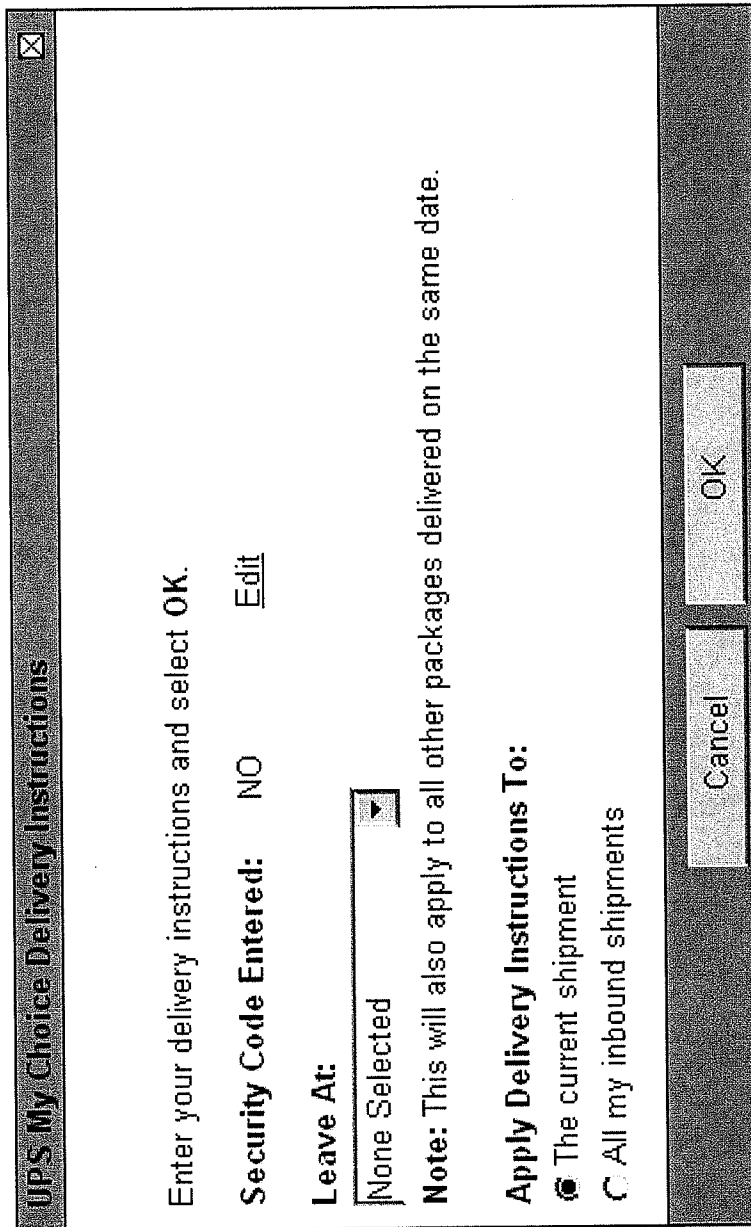 UPS My Choice Delivery Instructions
Enter your delivery instructions and select OK.
Security Code Entered: NO Edit
Leave At:
None Selected
Note: This will also apply to all other packages delivered on the same date.
Apply Delivery Instructions To:
The current shipment
All my inbound shipments
Cancel OK